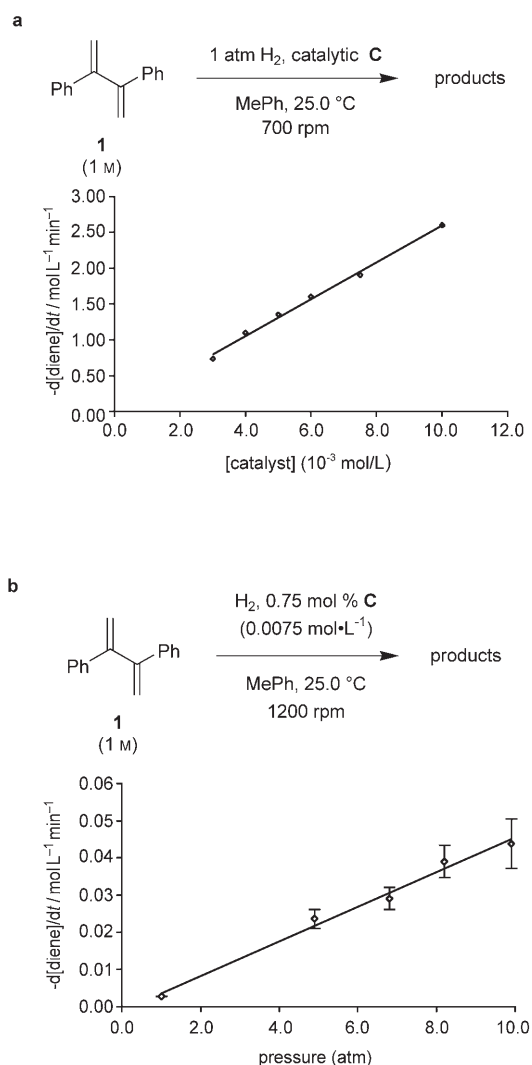 a
Ph
Ph
1
(1 M)
1 atm H₂, catalytic C
MePh, 25.0 °C
700 rpm
products
-d[diene]/dt / mol L⁻¹ min⁻¹
3.00
2.50
2.00
1.50
1.00
0.50
0.00
0.0 2.0 4.0 6.0 8.0 10.0 12.0
[catalyst] (10⁻³ mol/L)
b
Ph
Ph
1
(1 M)
H₂, 0.75 mol % C
(0.0075 mol•L⁻¹)
MePh, 25.0 °C
1200 rpm
products
-d[diene]/dt / mol L⁻¹ min⁻¹
0.06
0.05
0.04
0.03
0.02
0.01
0.00
0.0 2.0 4.0 6.0 8.0 10.0
pressure (atm)